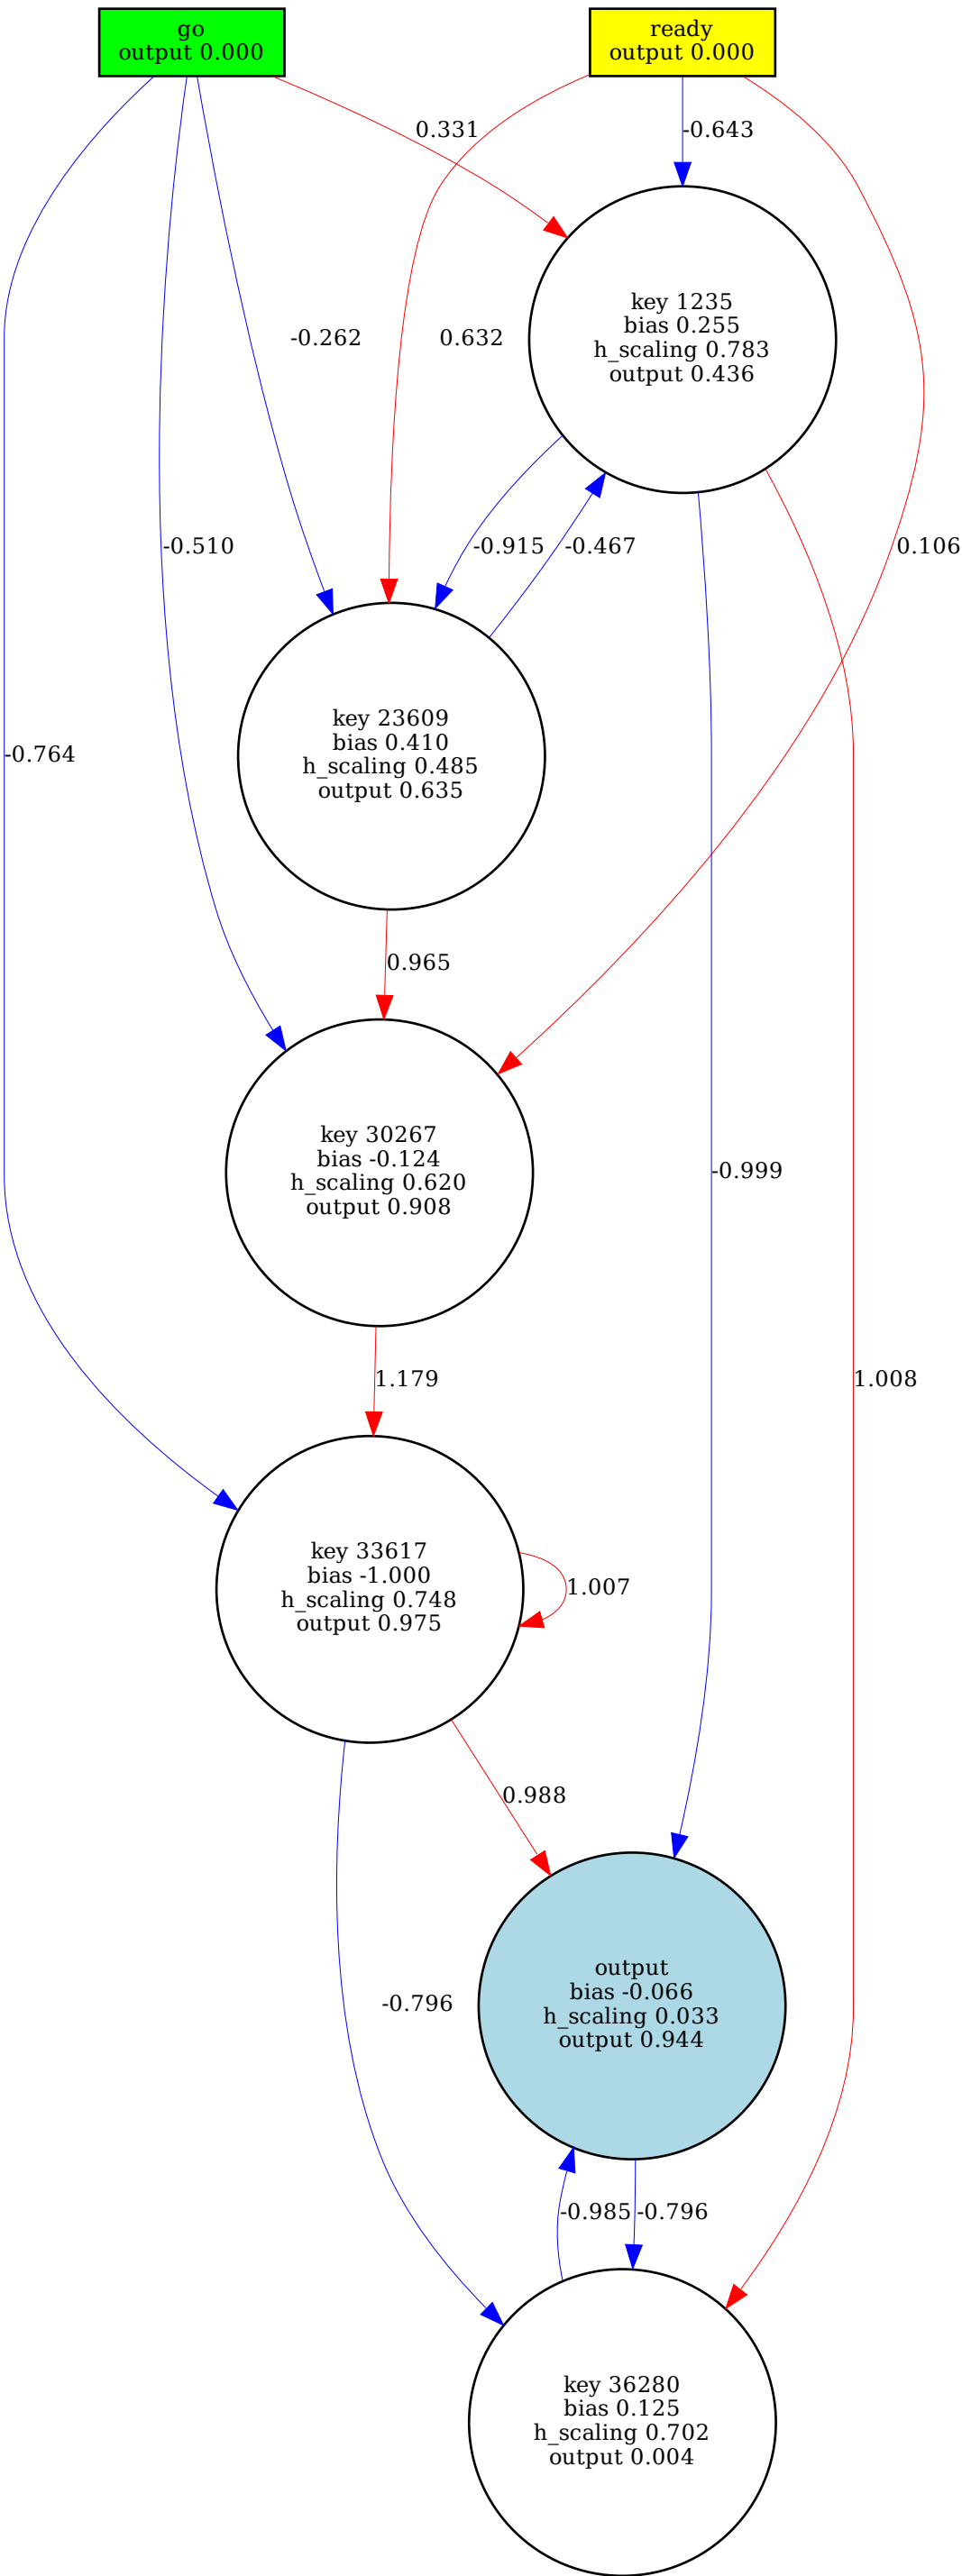 go
output 0.000
ready
output 0.000
0.331
-0.643
key 1235
bias 0.255
h_scaling 0.783
output 0.436
-0.262
0.632
-0.510
-0.915
-0.467
0.106
key 23609
bias 0.410
h_scaling 0.485
output 0.635
-0.764
0.965
key 30267
bias -0.124
h_scaling 0.620
output 0.908
-0.999
1.179
1.008
key 33617
bias -1.000
h_scaling 0.748
output 0.975
1.007
0.988
output
bias -0.066
h_scaling 0.033
output 0.944
-0.796
-0.985
-0.796
key 36280
bias 0.125
h_scaling 0.702
output 0.004